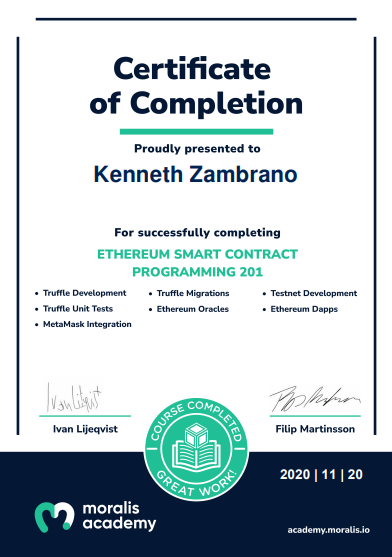 Certificate
of Completion
Proudly presented to
Kenneth Zambrano
For successfully completing
ETHEREUM SMART CONTRACT
PROGRAMMING 201
• Truffle Development • Truffle Migrations • Testnet Development
• Truffle Unit Tests • Ethereum Oracles • Ethereum Dapps
• MetaMask Integration
Ivan Lijeqvist
Filip Martinsson
COURSE COMPLETED
GREAT WORK!
2020 | 11 | 20
moralis
academy
academy.moralis.io